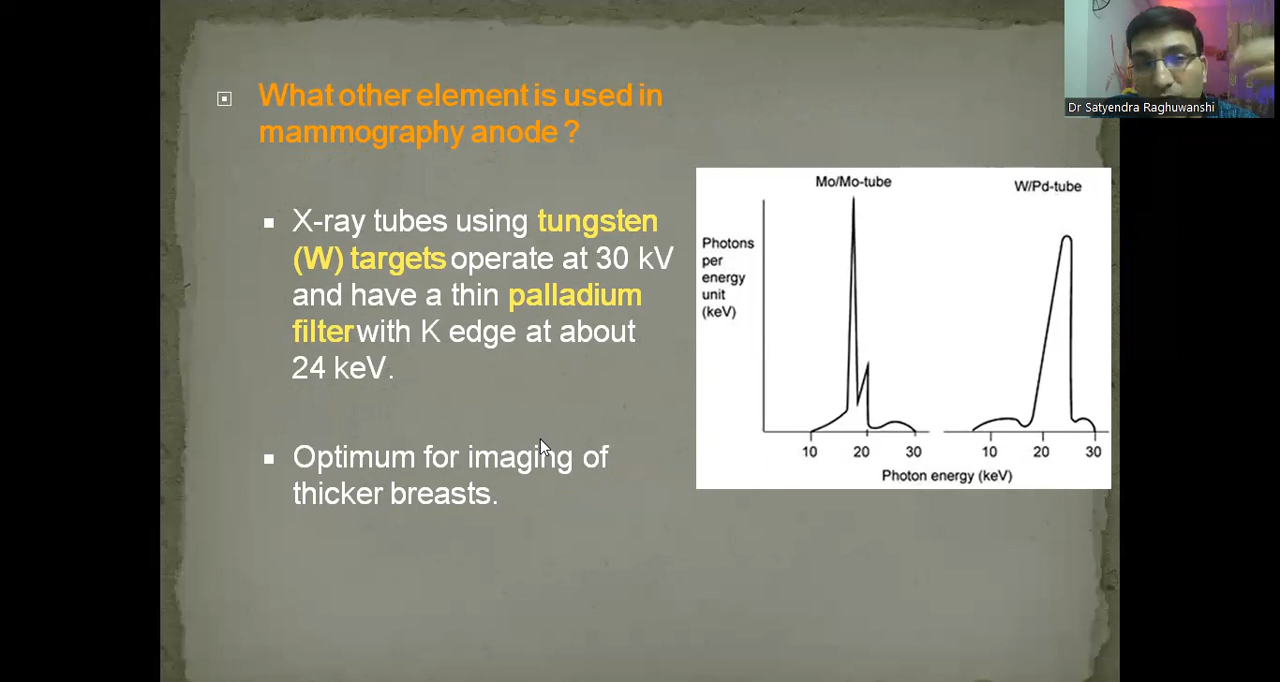 What other element is used in
mammography anode ?
X-ray tubes using tungsten
(W) targets operate at 30 kV
and have a thin palladium
filter with K edge at about
24 keV.
Optimum for imaging of
thicker breasts.
Mo/Mo-tube
W/Pd-tube
Photons
per
energy
unit
(keV)
10 20 30
10 20 30
Photon energy (keV)
Dr Satyendra Raghuwanshi